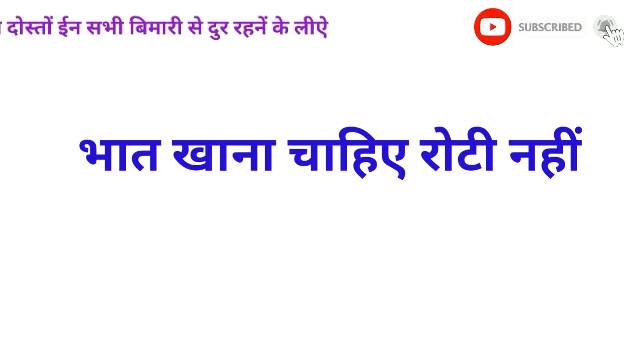 दोस्तों ईन सभी बिमारी से दुर रहनें के लीऐ
SUBSCRIBED
भात खाना चाहिए रोटी नहीं